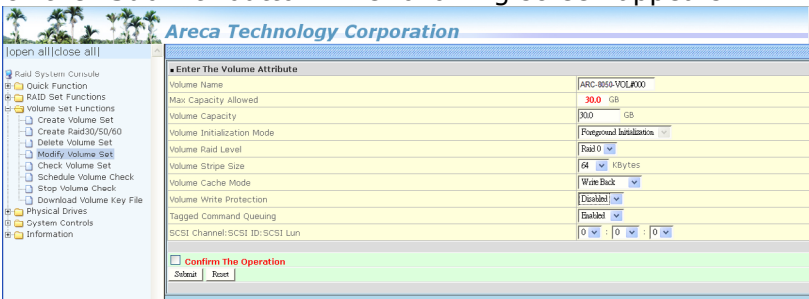 Areca Technology Corporation
|open all|close all|
Raid System Console
Quick Function
RAID Set Functions
Volume Set Functions
Create Volume Set
Create Raid30/50/60
Delete Volume Set
Modify Volume Set
Check Volume Set
Schedule Volume Check
Stop Volume Check
Download Volume Key File
Physical Drives
System Controls
Information
Enter The Volume Attribute
Volume Name ARC-8050-VOL#000
Max Capacity Allowed 30.0 GB
Volume Capacity 30.0 GB
Volume Initialization Mode Foreground Initialization
Volume Raid Level Raid 0
Volume Stripe Size 64 KBytes
Volume Cache Mode Write Back
Volume Write Protection Disabled
Tagged Command Queuing Enabled
SCSI Channel:SCSI ID:SCSI Lun 0 : 0 : 0
Confirm The Operation
Submit Reset